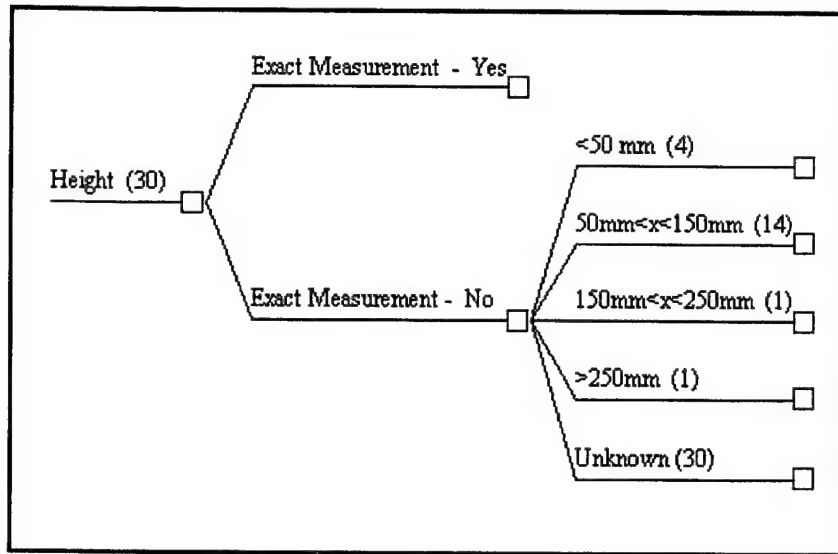 Exact Measurement - Yes
<50 mm (4)
Height (30)
50mm<x<150mm (14)
Exact Measurement - No
150mm<x<250mm (1)
>250mm (1)
Unknown (30)